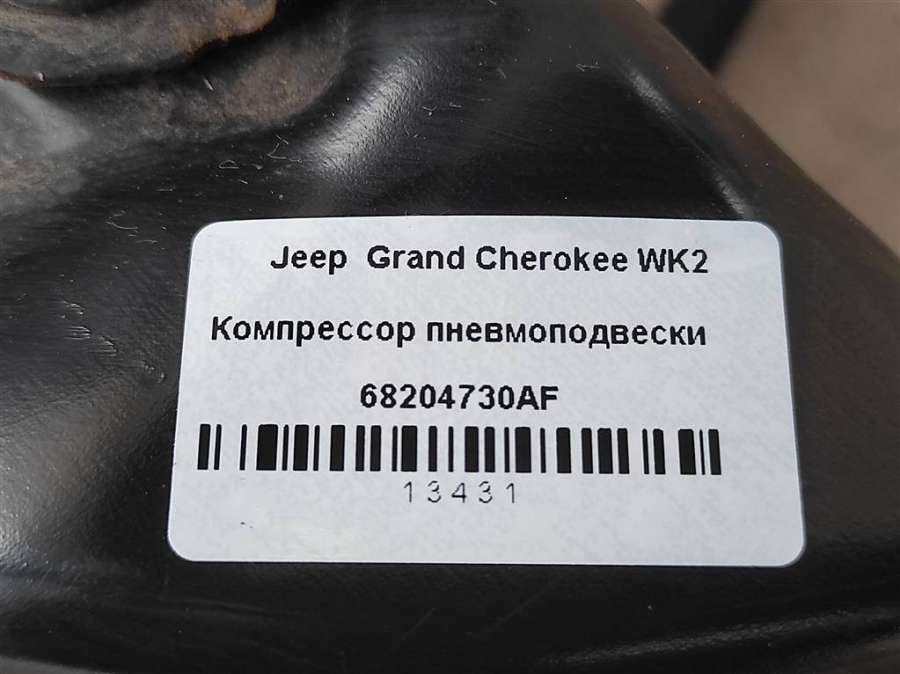 Jeep Grand Cherokee WK2
Компрессор пневмоподвески
68204730AF
13431